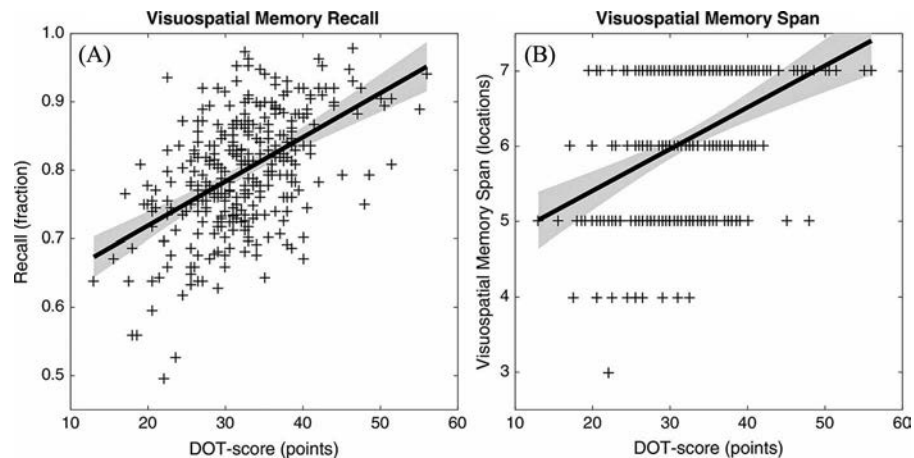 Visuospatial Memory Recall
(A)
Recall (fraction)
1.0
0.9
0.8
0.7
0.6
0.5
10 20 30 40 50 60
DOT-score (points)
Visuospatial Memory Span
(B)
Visuospatial Memory Span (locations)
7
6
5
4
3
10 20 30 40 50 60
DOT-score (points)